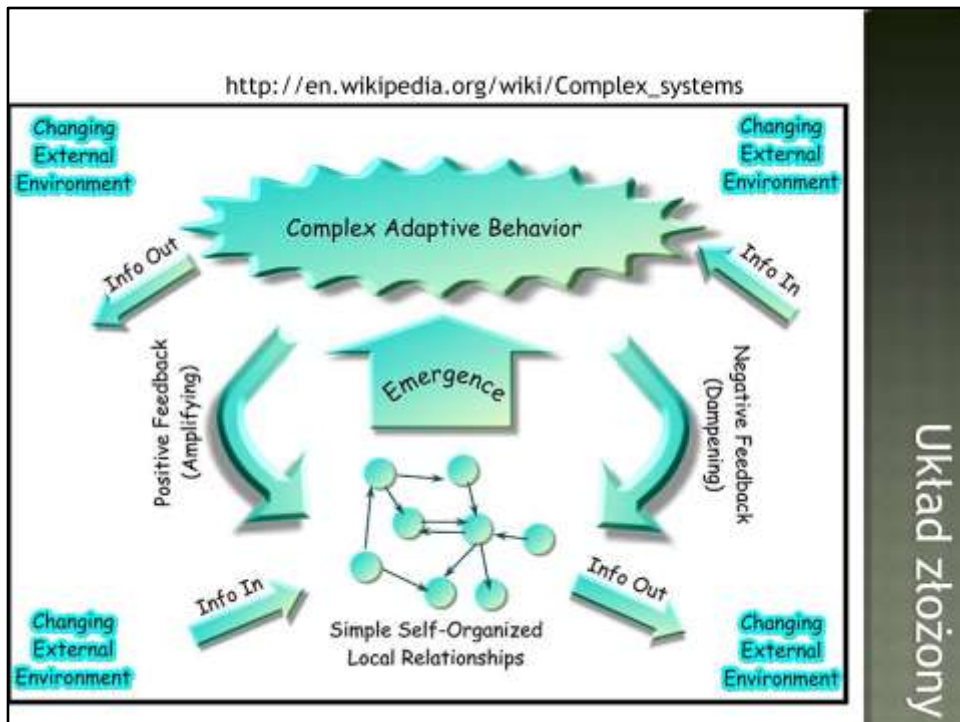 http://en.wikipedia.org/wiki/Complex_systems
Changing
External
Environment
Changing
External
Environment
Complex Adaptive Behavior
Info Out
Info In
Positive Feedback
(Amplifying)
Emergence
Negative Feedback
(Dampening)
Info In
Simple Self-Organized
Local Relationships
Info Out
Changing
External
Environment
Changing
External
Environment
Układ złożony